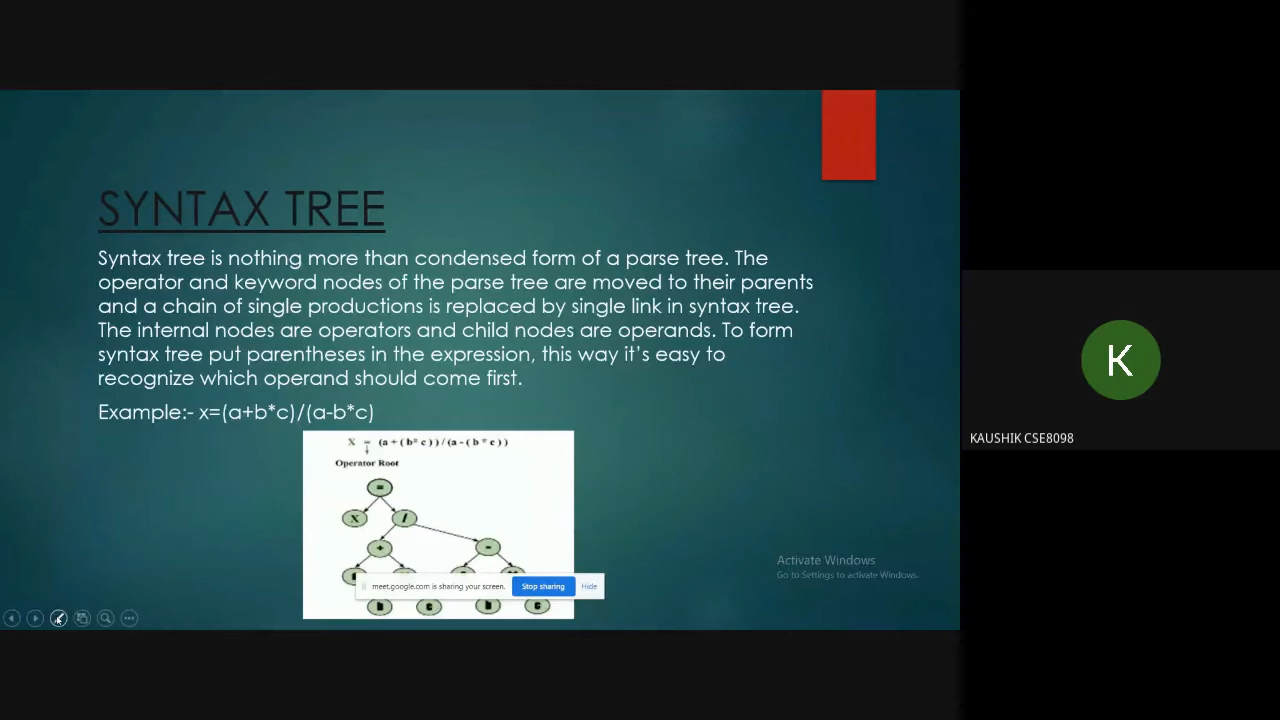 SYNTAX TREE
Syntax tree is nothing more than condensed form of a parse tree. The
operator and keyword nodes of the parse tree are moved to their parents
and a chain of single productions is replaced by single link in syntax tree.
The internal nodes are operators and child nodes are operands. To form
syntax tree put parentheses in the expression, this way it's easy to
recognize which operand should come first.
Example:- x=(a+b*c)/(a-b*c)
X = (a+(b*c))/(a-(b*c))
Operator Root
=
X /
+ -
meet.google.com is sharing your screen. Stop sharing Hide
b c b c
Activate Windows
Go to Settings to activate Windows.
K
KAUSHIK CSE8098